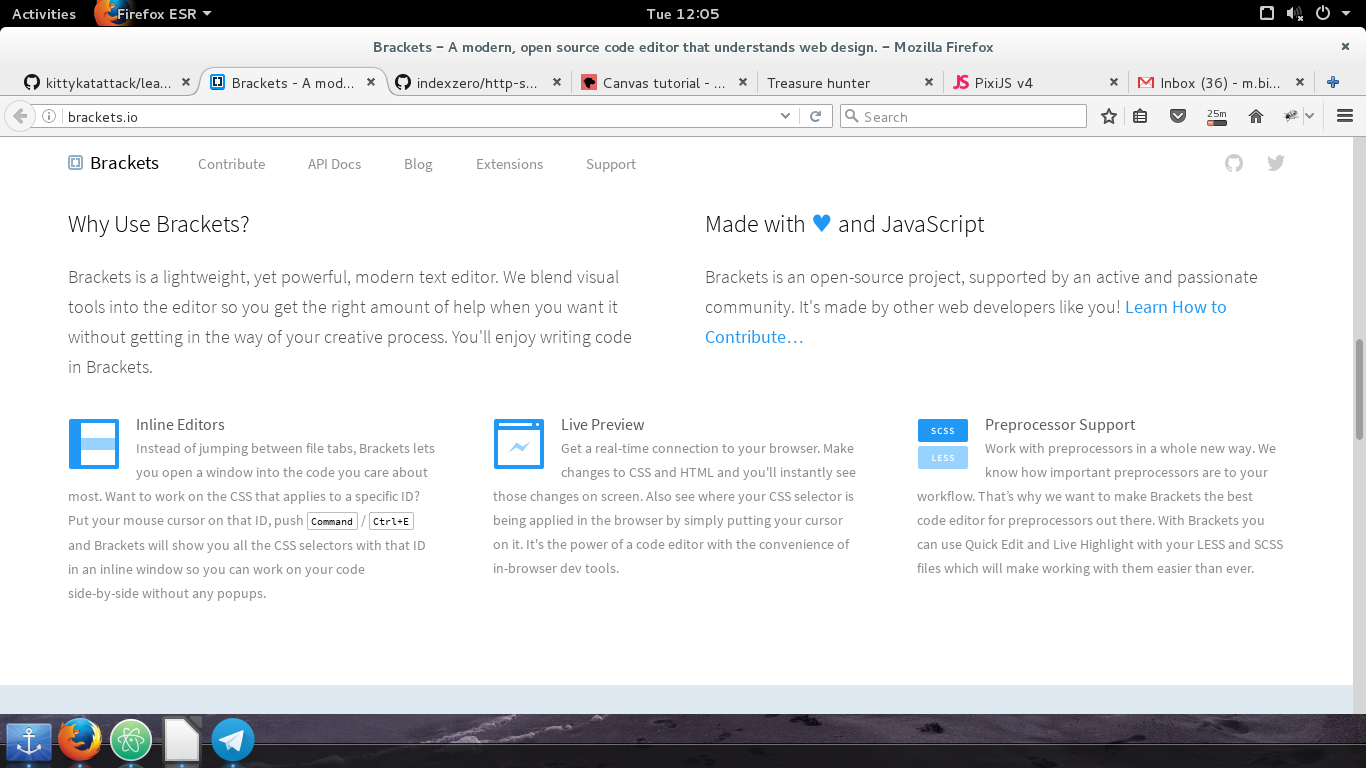 Activities Firefox ESR Tue 12:05
Brackets – A modern, open source code editor that understands web design. – Mozilla Firefox
kittykatattack/lea... Brackets - A mod... indexzero/http-s... Canvas tutorial - ... Treasure hunter JS PixiJS v4 Inbox (36) - m.bi...
brackets.io Search 25m
Brackets Contribute API Docs Blog Extensions Support
Why Use Brackets?
Brackets is a lightweight, yet powerful, modern text editor. We blend visual
tools into the editor so you get the right amount of help when you want it
without getting in the way of your creative process. You'll enjoy writing code
in Brackets.
Made with ♥ and JavaScript
Brackets is an open-source project, supported by an active and passionate
community. It's made by other web developers like you! Learn How to
Contribute…
Inline Editors
Instead of jumping between file tabs, Brackets lets
you open a window into the code you care about
most. Want to work on the CSS that applies to a specific ID?
Put your mouse cursor on that ID, push Command / Ctrl+E
and Brackets will show you all the CSS selectors with that ID
in an inline window so you can work on your code
side-by-side without any popups.
Live Preview
Get a real-time connection to your browser. Make
changes to CSS and HTML and you'll instantly see
those changes on screen. Also see where your CSS selector is
being applied in the browser by simply putting your cursor
on it. It's the power of a code editor with the convenience of
in-browser dev tools.
SCSS
LESS
Preprocessor Support
Work with preprocessors in a whole new way. We
know how important preprocessors are to your
workflow. That's why we want to make Brackets the best
code editor for preprocessors out there. With Brackets you
can use Quick Edit and Live Highlight with your LESS and SCSS
files which will make working with them easier than ever.